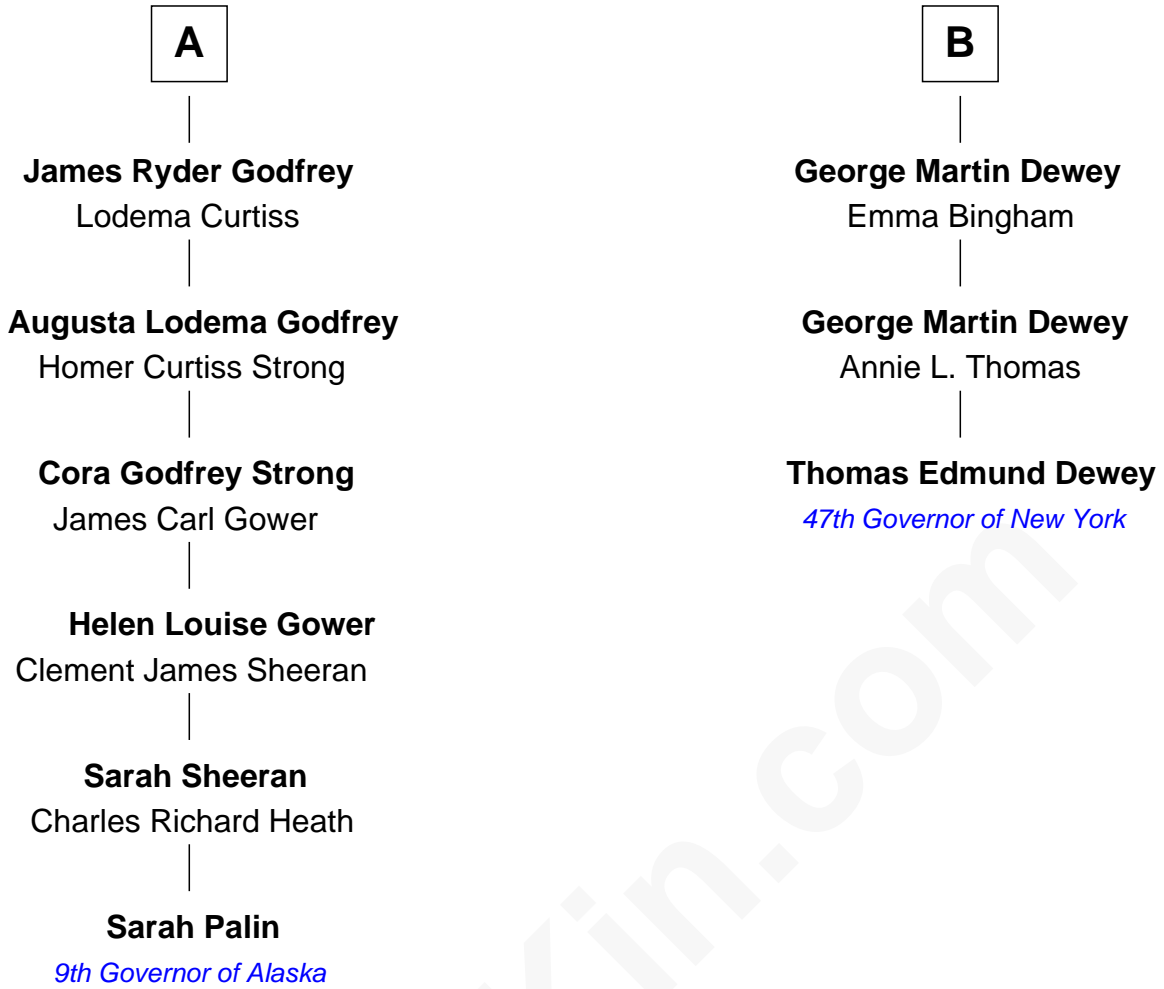 A
James Ryder Godfrey
Lodema Curtiss
Augusta Lodema Godfrey
Homer Curtiss Strong
Cora Godfrey Strong
James Carl Gower
Helen Louise Gower
Clement James Sheeran
Sarah Sheeran
Charles Richard Heath
Sarah Palin
9th Governor of Alaska
B
George Martin Dewey
Emma Bingham
George Martin Dewey
Annie L. Thomas
Thomas Edmund Dewey
47th Governor of New York
Kin.com